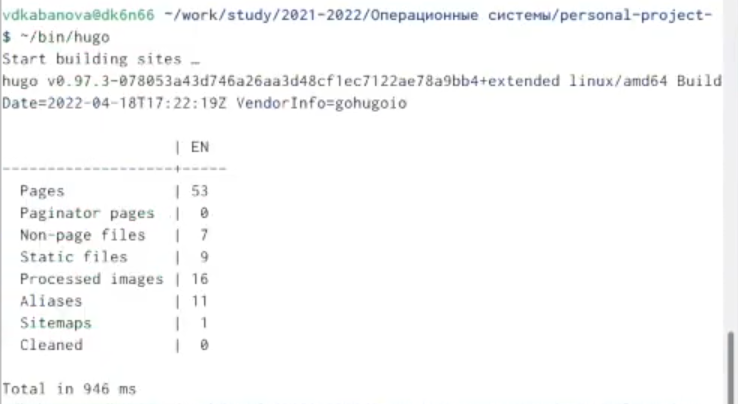 vdkabanova@dk6n66 ~/work/study/2021-2022/Операционные системы/personal-project-
$ ~/bin/hugo
Start building sites …
hugo v0.97.3-078053a43d746a26aa3d48cf1ec7122ae78a9bb4+extended linux/amd64 Build
Date=2022-04-18T17:22:19Z VendorInfo=gohugoio
| EN
-------------------+-----
Pages | 53
Paginator pages | 0
Non-page files | 7
Static files | 9
Processed images | 16
Aliases | 11
Sitemaps | 1
Cleaned | 0
Total in 946 ms